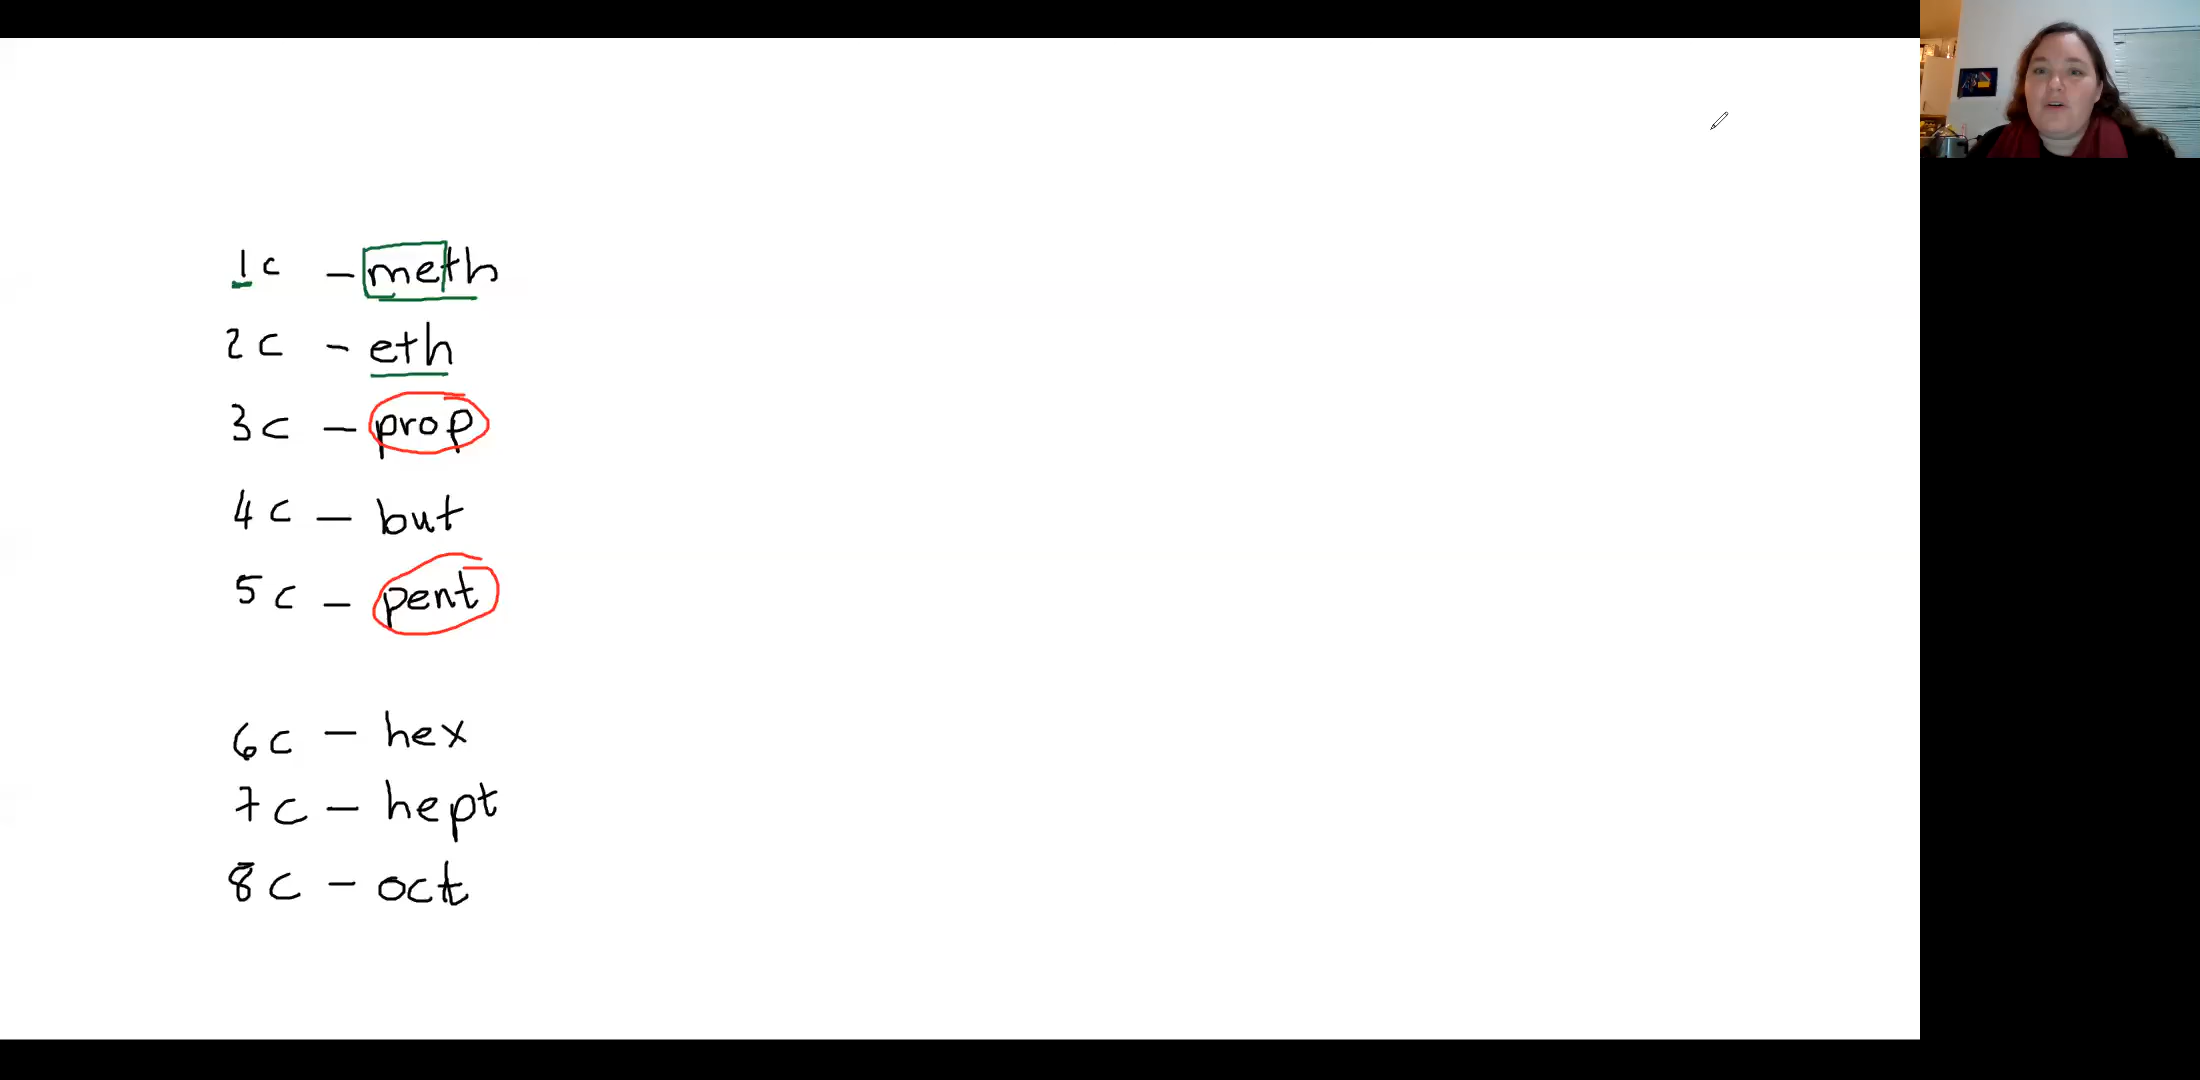 1c - meth
2c - eth
3c - prop
4c - but
5c - pent
6c - hex
7c - hept
8c - oct